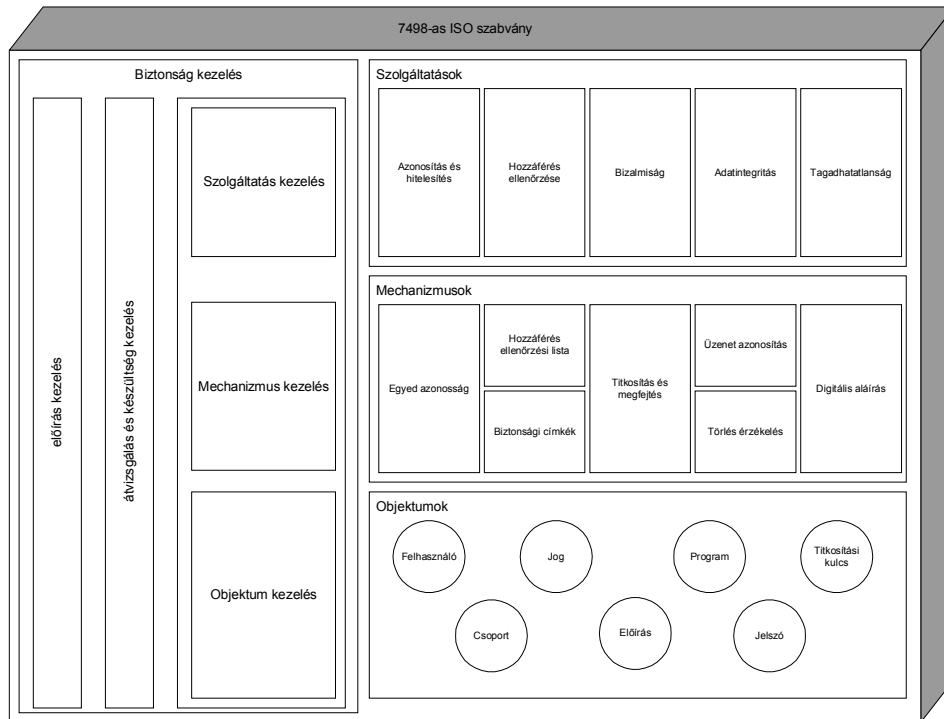 7498-as ISO szabvány
Biztonság kezelés
előírás kezelés
átvizsgálás és készültség kezelés
Szolgáltatás kezelés
Mechanizmus kezelés
Objektum kezelés
Szolgáltatások
Azonosítás és
hitelesítés
Hozzáférés
ellenőrzése
Bizalmiság
Adatintegritás
Tagadhatatlanság
Mechanizmusok
Egyed azonosság
Hozzáférés
ellenőrzési lista
Biztonsági címkék
Titkosítás és
megfejtés
Üzenet azonosítás
Törlés érzékelés
Digitális aláírás
Objektumok
Felhasználó
Jog
Program
Titkosítási
kulcs
Csoport
Előírás
Jelszó